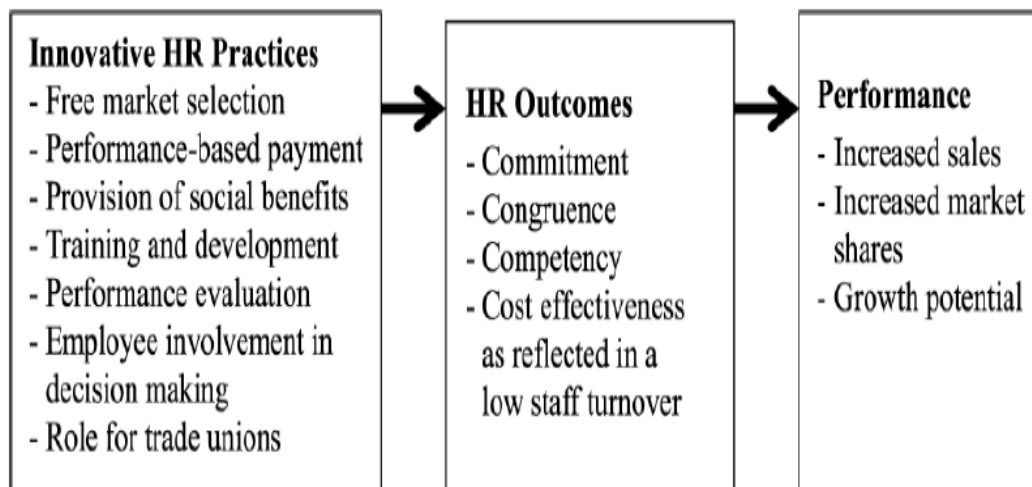 Innovative HR Practices
- Free market selection
- Performance-based payment
- Provision of social benefits
- Training and development
- Performance evaluation
- Employee involvement in
decision making
- Role for trade unions
HR Outcomes
- Commitment
- Congruence
- Competency
- Cost effectiveness
as reflected in a
low staff turnover
Performance
- Increased sales
- Increased market
shares
- Growth potential